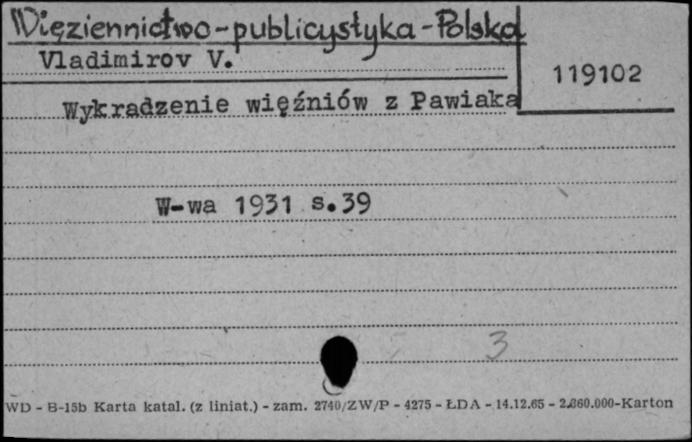 Więziennictwo-publicystyka-Polska
Vladimirov V.
119102
Wykradzenie więźniów z Pawiaka
W-wa 1931 s.39
3
WD - B-15b Karta katal. (z liniat.) - zam. 2740/ZW/P - 4275 - ŁDA - 14.12.65 - 2.860.000-Karton